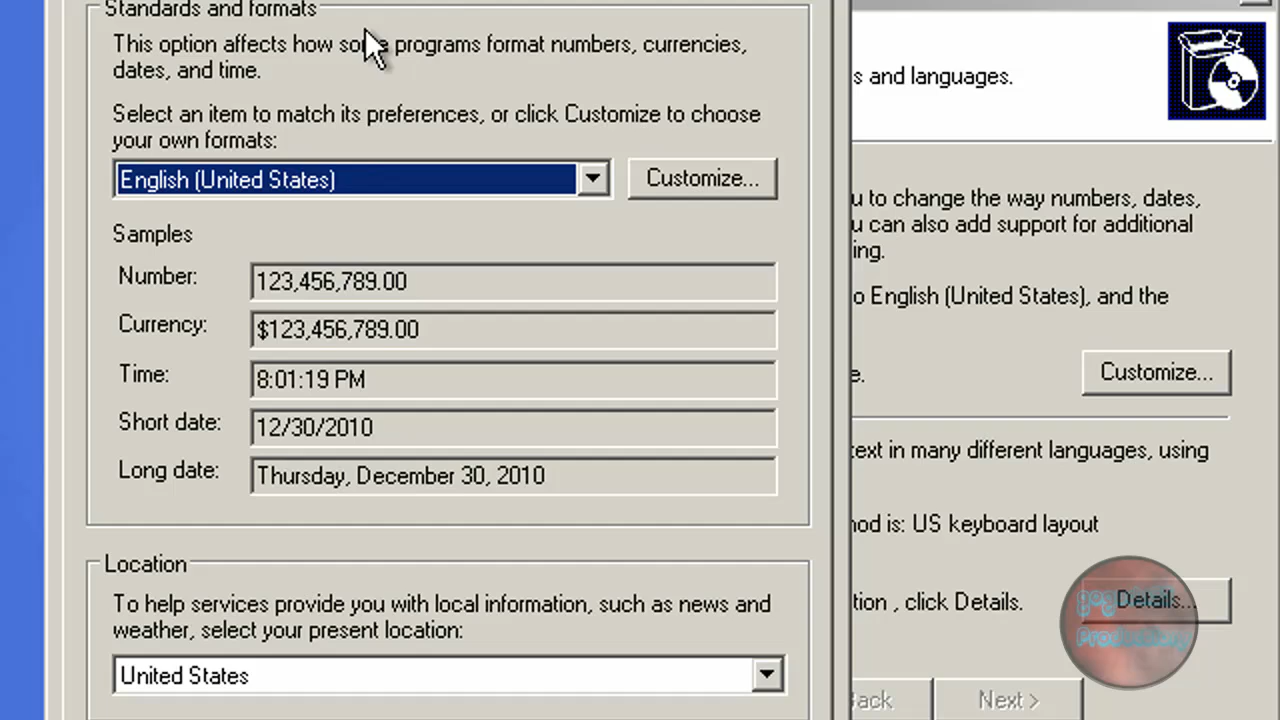 Standards and formats
This option affects how some programs format numbers, currencies,
dates, and time.
Select an item to match its preferences, or click Customize to choose
your own formats:
English (United States)
Customize...
Samples
Number:
123,456,789.00
Currency:
$123,456,789.00
Time:
8:01:19 PM
Short date:
12/30/2010
Long date:
Thursday, December 30, 2010
Location
To help services provide you with local information, such as news and
weather, select your present location:
United States
s and languages.
u to change the way numbers, dates,
u can also add support for additional
ing.
o English (United States), and the
e.
Customize...
text in many different languages, using
nod is: US keyboard layout
tion , click Details.
Details...
Productions
Back
Next >